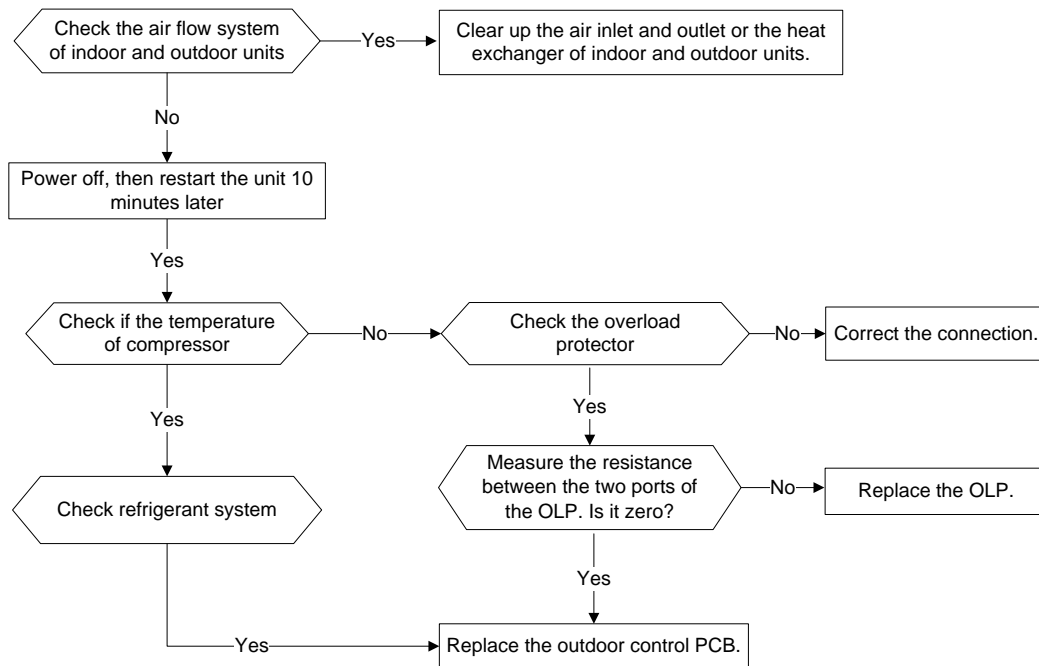 Check the air flow system
of indoor and outdoor units
Yes
Clear up the air inlet and outlet or the heat
exchanger of indoor and outdoor units.
No
Power off, then restart the unit 10
minutes later
Yes
Check if the temperature
of compressor
No
Check the overload
protector
No
Correct the connection.
Yes
Yes
Measure the resistance
between the two ports of
the OLP. Is it zero?
No
Replace the OLP.
Check refrigerant system
Yes
Yes
Replace the outdoor control PCB.